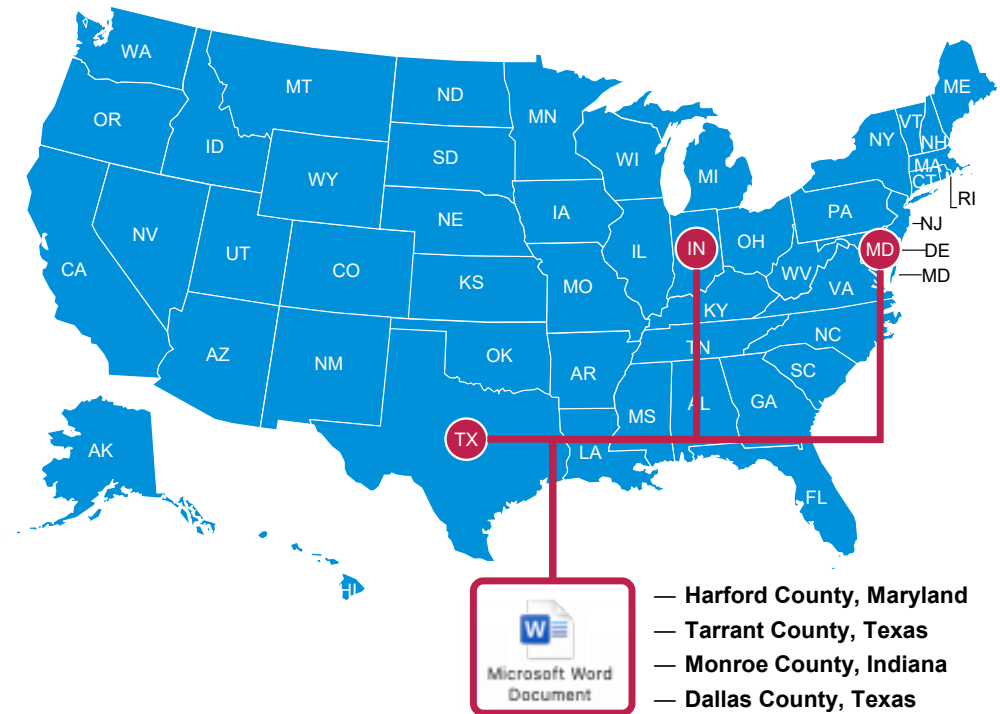 WA
MT
ND
MN
ME
OR
ID
SD
WI
MI
NY
VT
NH
MA
CT
RI
WY
NE
IA
PA
NJ
NV
UT
CO
KS
MO
IL
IN
OH
WV
VA
MD
DE
MD
CA
KY
AZ
NM
OK
AR
TN
NC
SC
TX
MS
AL
GA
LA
AK
FL
HI
W
Microsoft Word
Document
— Harford County, Maryland
— Tarrant County, Texas
— Monroe County, Indiana
— Dallas County, Texas